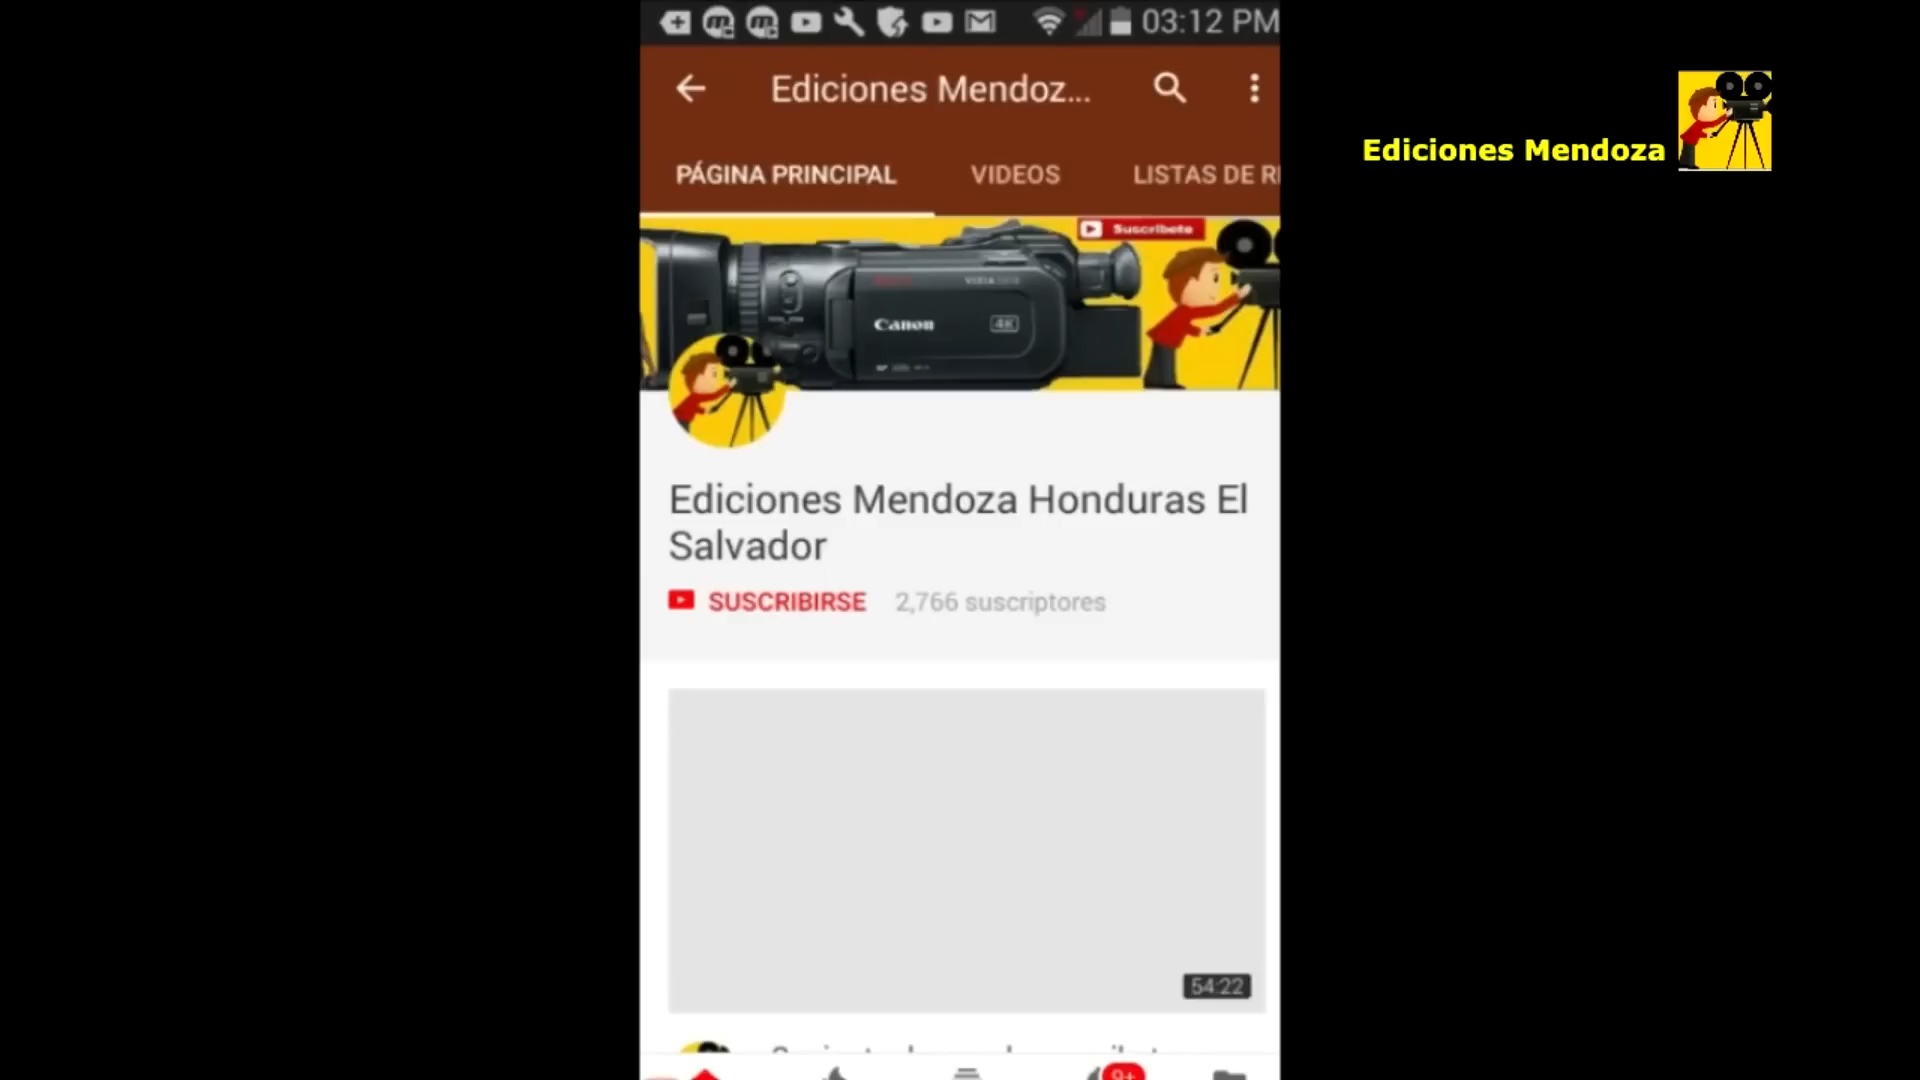 03:12 PM
Ediciones Mendoz...
Ediciones Mendoza
PÁGINA PRINCIPAL
VIDEOS
LISTAS DE R
Suscribete
Canon
4K
Ediciones Mendoza Honduras El
Salvador
SUSCRIBIRSE
2,766 suscriptores
54:22
9+